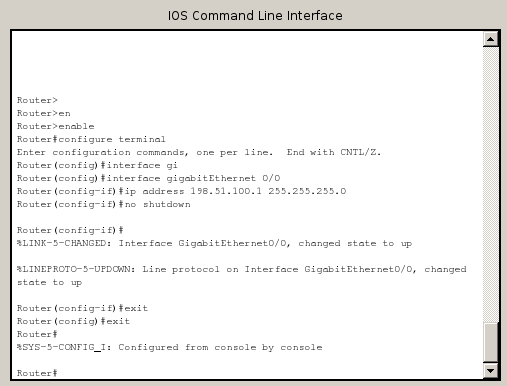 IOS Command Line Interface
Router>
Router>en
Router>enable
Router#configure terminal
Enter configuration commands, one per line.  End with CNTL/Z.
Router(config)#interface gi
Router(config)#interface gigabitEthernet 0/0
Router(config-if)#ip address 198.51.100.1 255.255.255.0
Router(config-if)#no shutdown
Router(config-if)#
%LINK-5-CHANGED: Interface GigabitEthernet0/0, changed state to up
%LINEPROTO-5-UPDOWN: Line protocol on Interface GigabitEthernet0/0, changed
state to up
Router(config-if)#exit
Router(config)#exit
Router#
%SYS-5-CONFIG_I: Configured from console by console
Router#